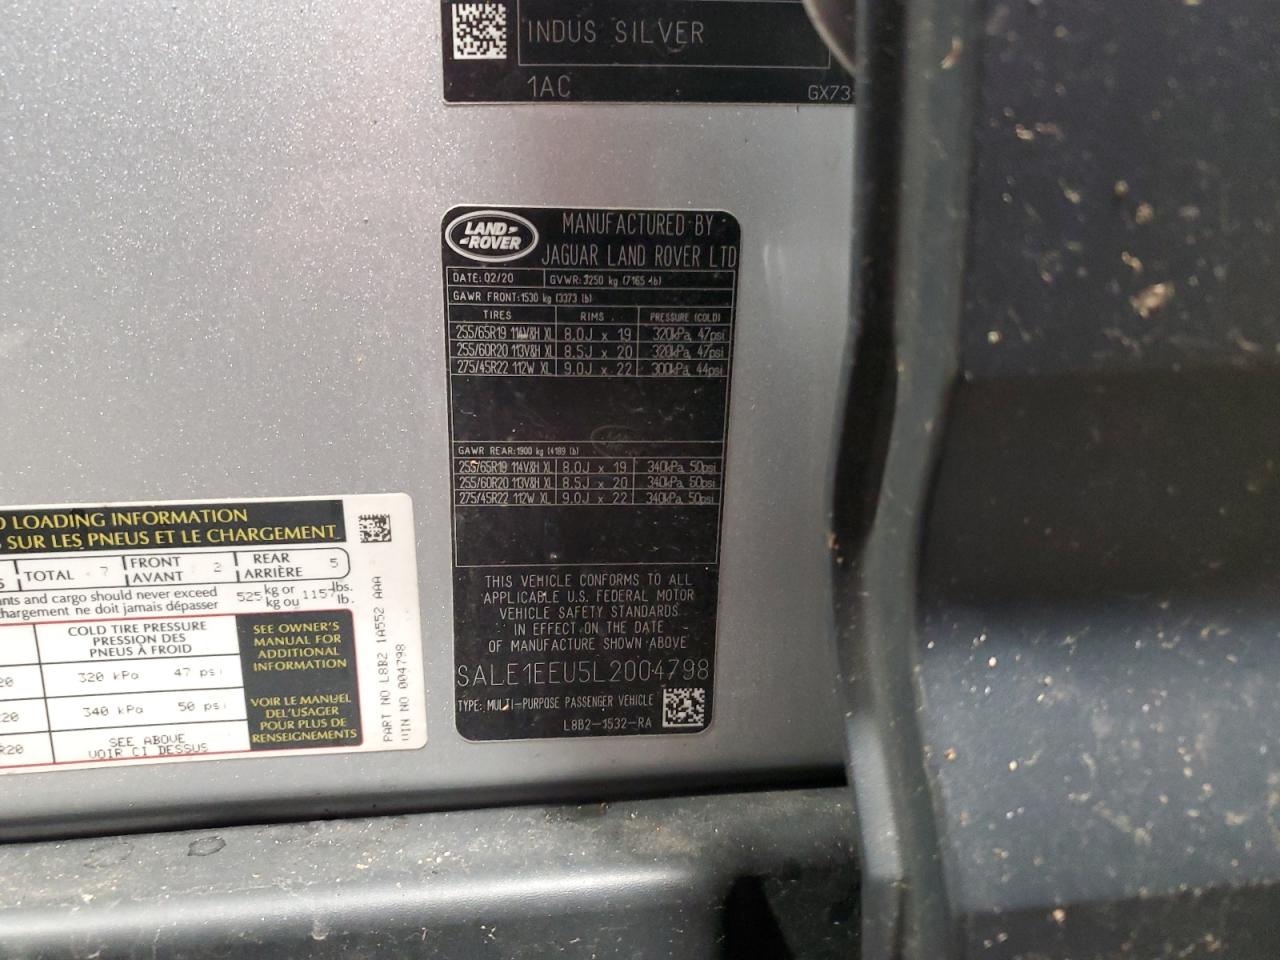 INDUS SILVER
1AC
GX73
LAND ROVER
MANUFACTURED BY
JAGUAR LAND ROVER LTD
DATE: 02/20 GVWR: 3250 kg (7165 lb)
GAWR FRONT: 1530 kg (3373 lb)
TIRES RIMS PRESSURE (COLD)
255/65R19 114V&H XL 8.0J x 19 320kPa, 47psi
255/60R20 113V&H XL 8.5J x 20 320kPa, 47psi
275/45R22 112W XL 9.0J x 22 300kPa, 44psi
GAWR REAR: 1900 kg (4189 lb)
255/65R19 114V&H XL 8.0J x 19 340kPa, 50psi
255/60R20 113V&H XL 8.5J x 20 340kPa, 50psi
275/45R22 112W XL 9.0J x 22 340kPa, 50psi
THIS VEHICLE CONFORMS TO ALL
APPLICABLE U.S. FEDERAL MOTOR
VEHICLE SAFETY STANDARDS
IN EFFECT ON THE DATE
OF MANUFACTURE SHOWN ABOVE
SALE1EEU5L2004798
TYPE: MULTI-PURPOSE PASSENGER VEHICLE
L8B2-1532-RA
LOADING INFORMATION
SUR LES PNEUS ET LE CHARGEMENT
TOTAL 7 FRONT AVANT 2 REAR ARRIÈRE 5
ants and cargo should never exceed 525 kg or 1157 lbs.
hargement ne doit jamais dépasser kg ou lb.
COLD TIRE PRESSURE
PRESSION DES
PNEUS À FROID
20 320 kPa 47 psi
20 340 kPa 50 psi
R20 SEE ABOVE
VOIR CI DESSUS
SEE OWNER'S
MANUAL FOR
ADDITIONAL
INFORMATION
VOIR LE MANUEL
DEL'USAGER
POUR PLUS DE
RENSEIGNEMENTS
PART NO L8B2 1A552 AAA
VIN NO 004798